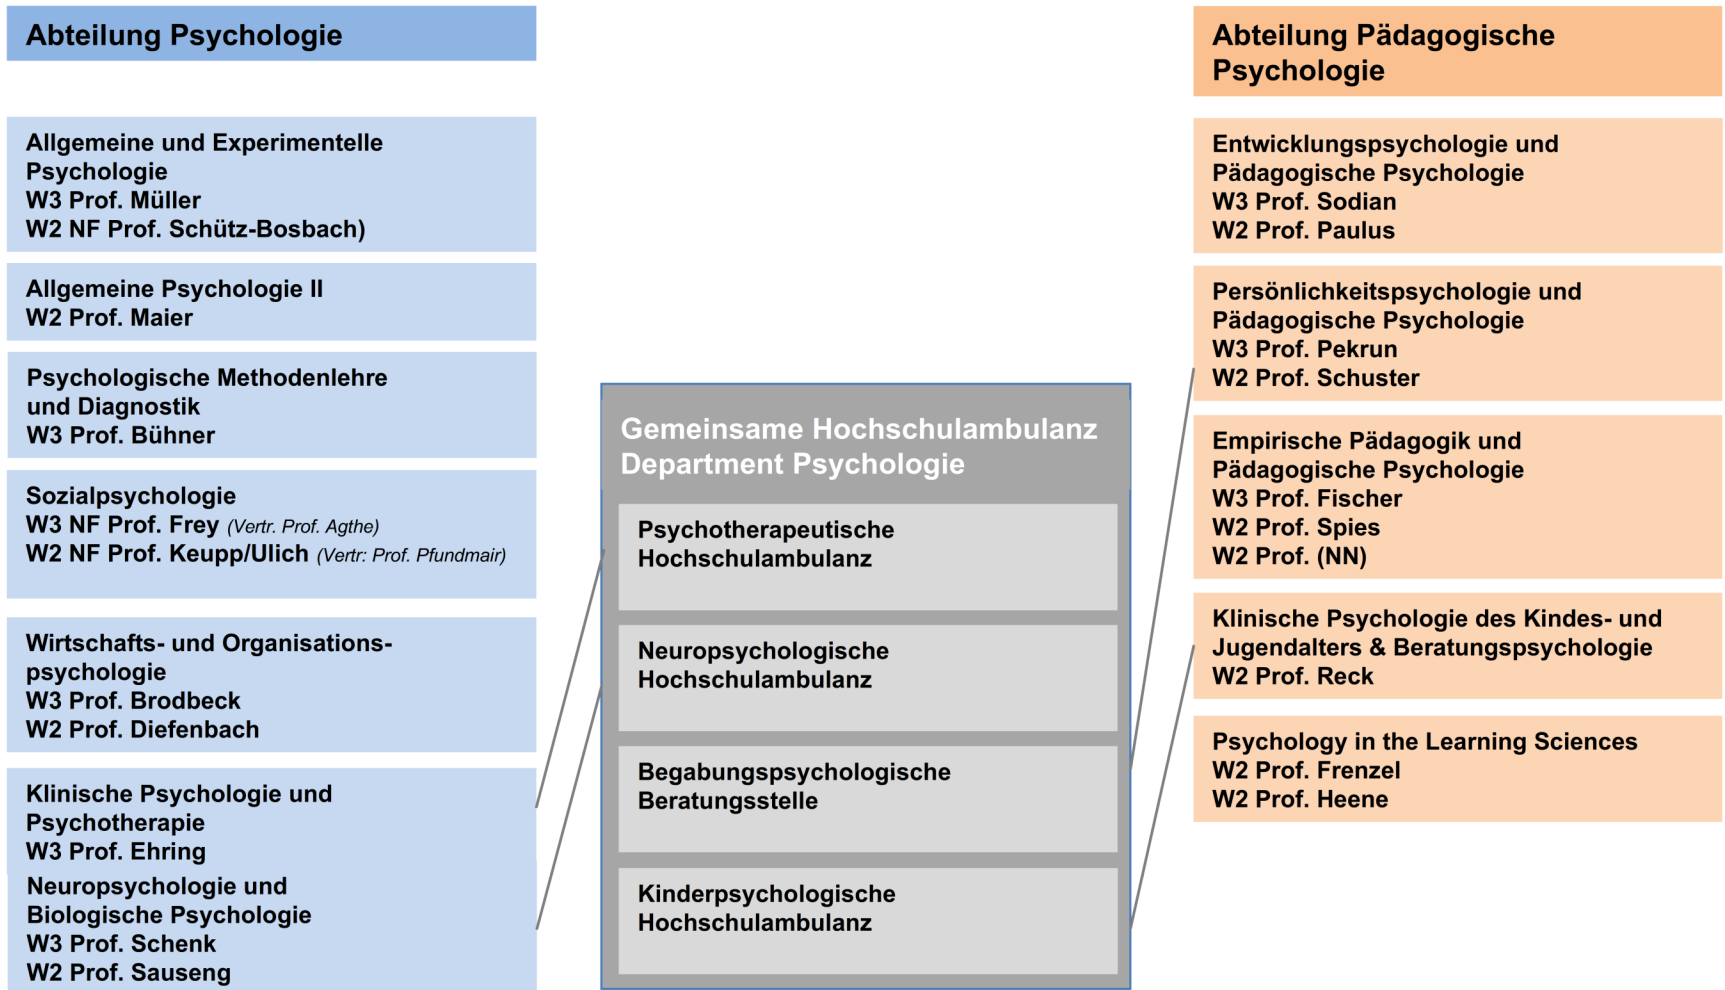 Abteilung Psychologie
Allgemeine und Experimentelle
Psychologie
W3 Prof. Müller
W2 NF Prof. Schütz-Bosbach)
Allgemeine Psychologie II
W2 Prof. Maier
Psychologische Methodenlehre
und Diagnostik
W3 Prof. Bühner
Sozialpsychologie
W3 NF Prof. Frey (Vertr. Prof. Agthe)
W2 NF Prof. Keupp/Ulich (Vertr: Prof. Pfundmair)
Wirtschafts- und Organisations-
psychologie
W3 Prof. Brodbeck
W2 Prof. Diefenbach
Klinische Psychologie und
Psychotherapie
W3 Prof. Ehring
Neuropsychologie und
Biologische Psychologie
W3 Prof. Schenk
W2 Prof. Sauseng
Gemeinsame Hochschulambulanz
Department Psychologie
Psychotherapeutische
Hochschulambulanz
Neuropsychologische
Hochschulambulanz
Begabungspsychologische
Beratungsstelle
Kinderpsychologische
Hochschulambulanz
Abteilung Pädagogische
Psychologie
Entwicklungspsychologie und
Pädagogische Psychologie
W3 Prof. Sodian
W2 Prof. Paulus
Persönlichkeitspsychologie und
Pädagogische Psychologie
W3 Prof. Pekrun
W2 Prof. Schuster
Empirische Pädagogik und
Pädagogische Psychologie
W3 Prof. Fischer
W2 Prof. Spies
W2 Prof. (NN)
Klinische Psychologie des Kindes- und
Jugendalters & Beratungspsychologie
W2 Prof. Reck
Psychology in the Learning Sciences
W2 Prof. Frenzel
W2 Prof. Heene